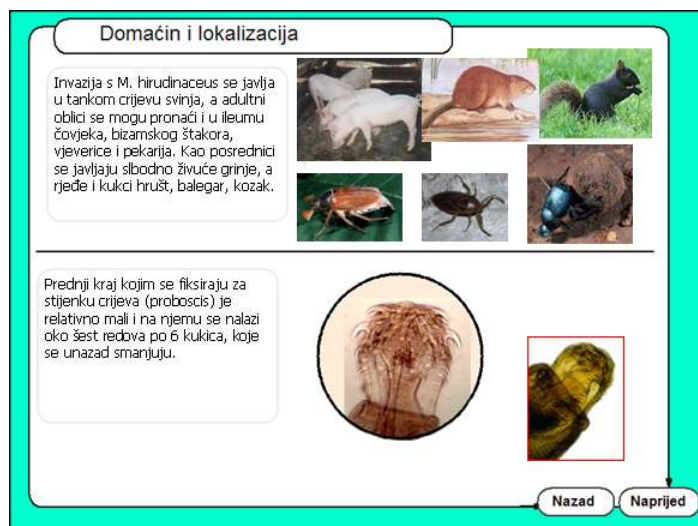 Domaćin i lokalizacija
Invazija s M. hirudinaceus se javlja
u tankom crijevu svinja, a adultni
oblici se mogu pronaći i u ileumu
čovjeka, bizamskog štakora,
vjeverice i pekarija. Kao posrednici
se javljaju slbodno živuće grinje, a
rjeđe i kukci hrušt, balegar, kozak.
Prednji kraj kojim se fiksiraju za
stijenku crijeva (proboscis) je
relativno mali i na njemu se nalazi
oko šest redova po 6 kukica, koje
se unazad smanjuju.
Nazad
Naprijed